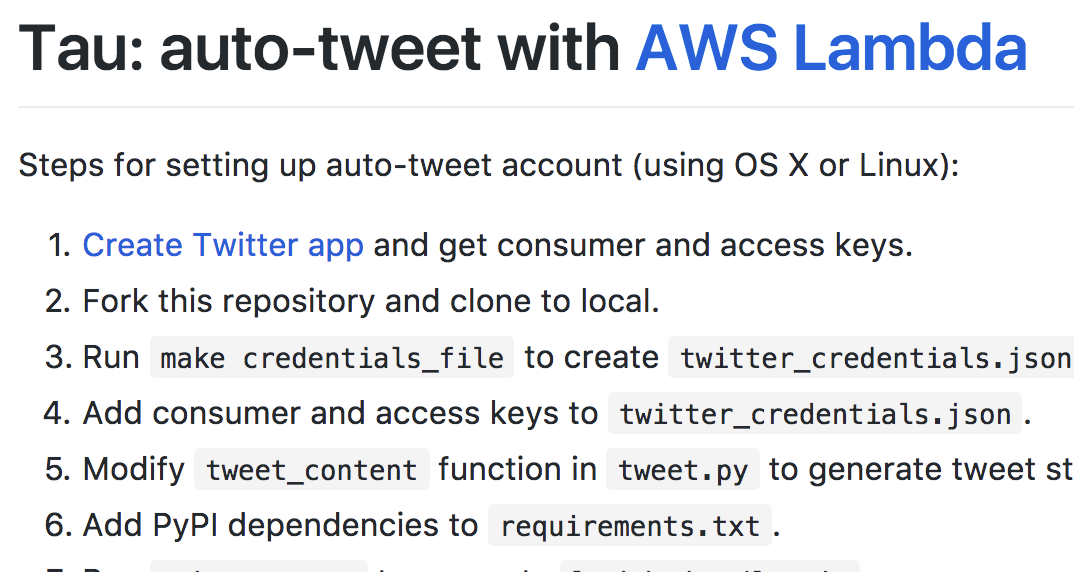 Tau: auto-tweet with AWS Lambda
Steps for setting up auto-tweet account (using OS X or Linux):
1. Create Twitter app and get consumer and access keys.
2. Fork this repository and clone to local.
3. Run make credentials_file to create twitter_credentials.json
4. Add consumer and access keys to twitter_credentials.json.
5. Modify tweet_content function in tweet.py to generate tweet st
6. Add PyPI dependencies to requirements.txt.